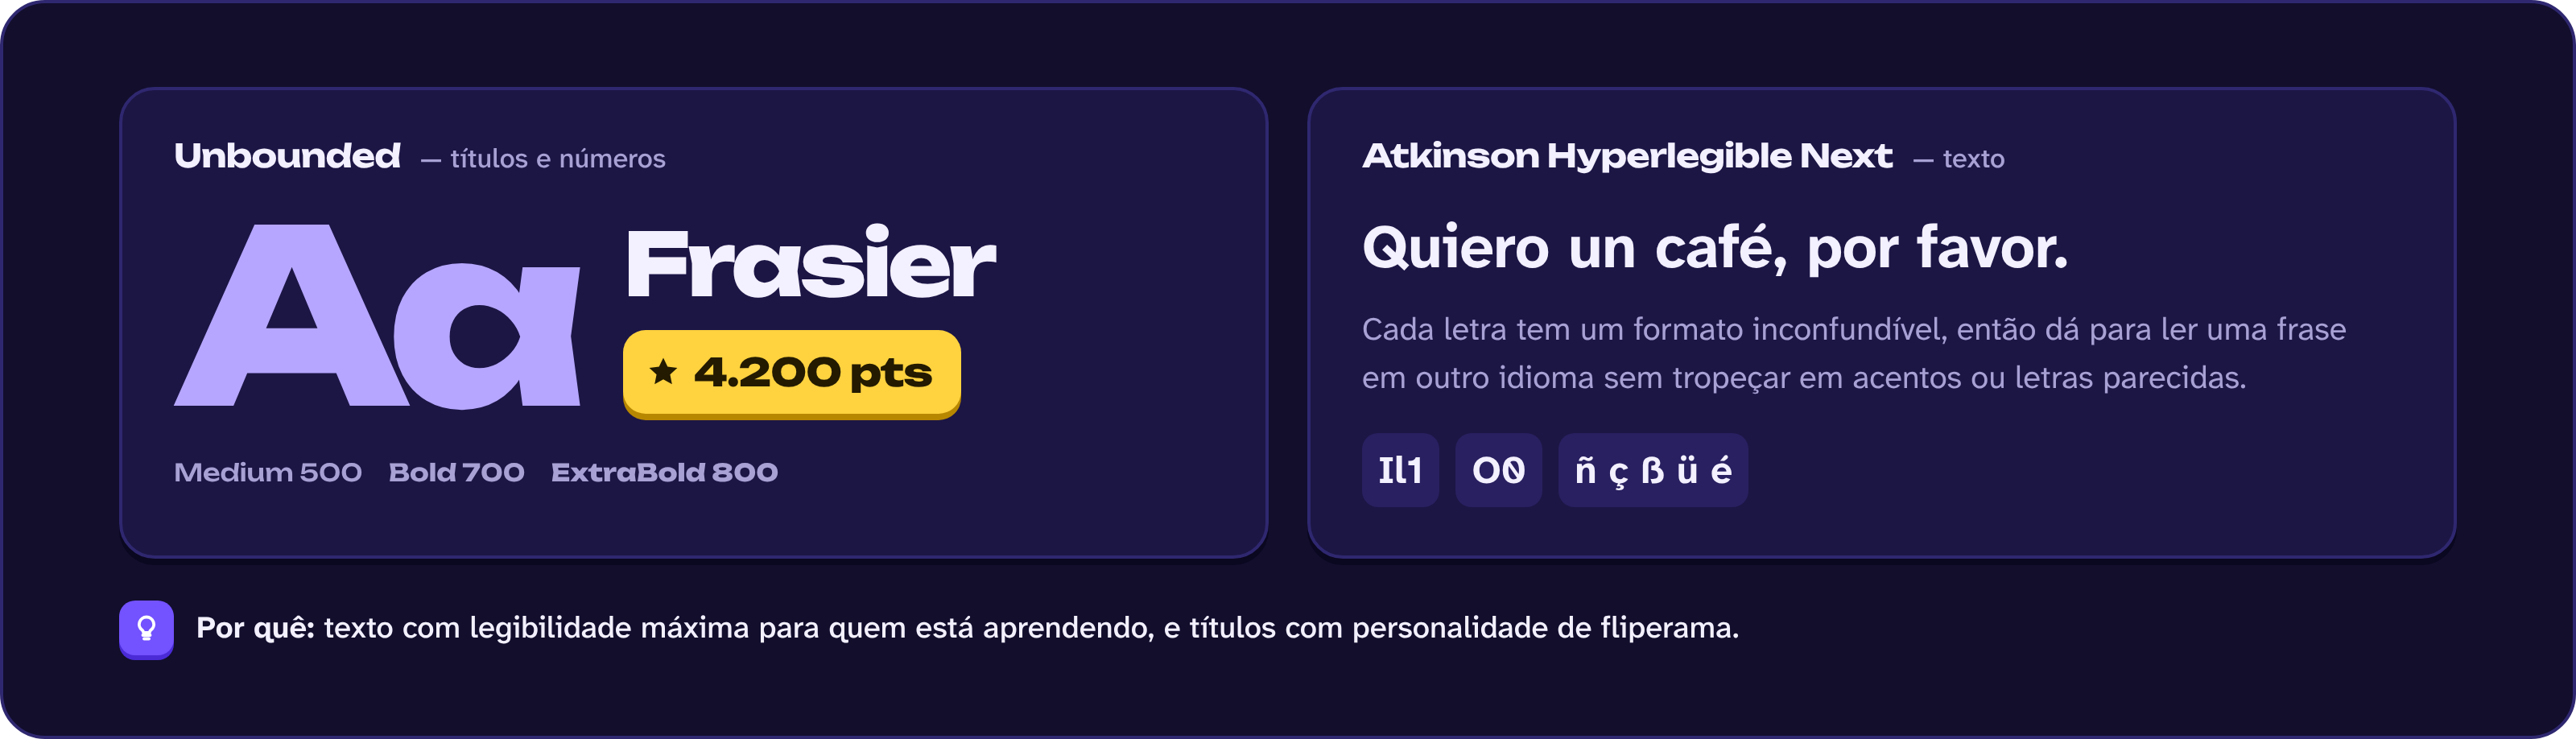 Unbounded — títulos e números
Aa
Frasier
★ 4.200 pts
Medium 500 Bold 700 ExtraBold 800
Atkinson Hyperlegible Next — texto
Quiero un café, por favor.
Cada letra tem um formato inconfundível, então dá para ler uma frase
em outro idioma sem tropeçar em acentos ou letras parecidas.
Il1 O0 ñ ç ß ü é
Por quê: texto com legibilidade máxima para quem está aprendendo, e títulos com personalidade de fliperama.